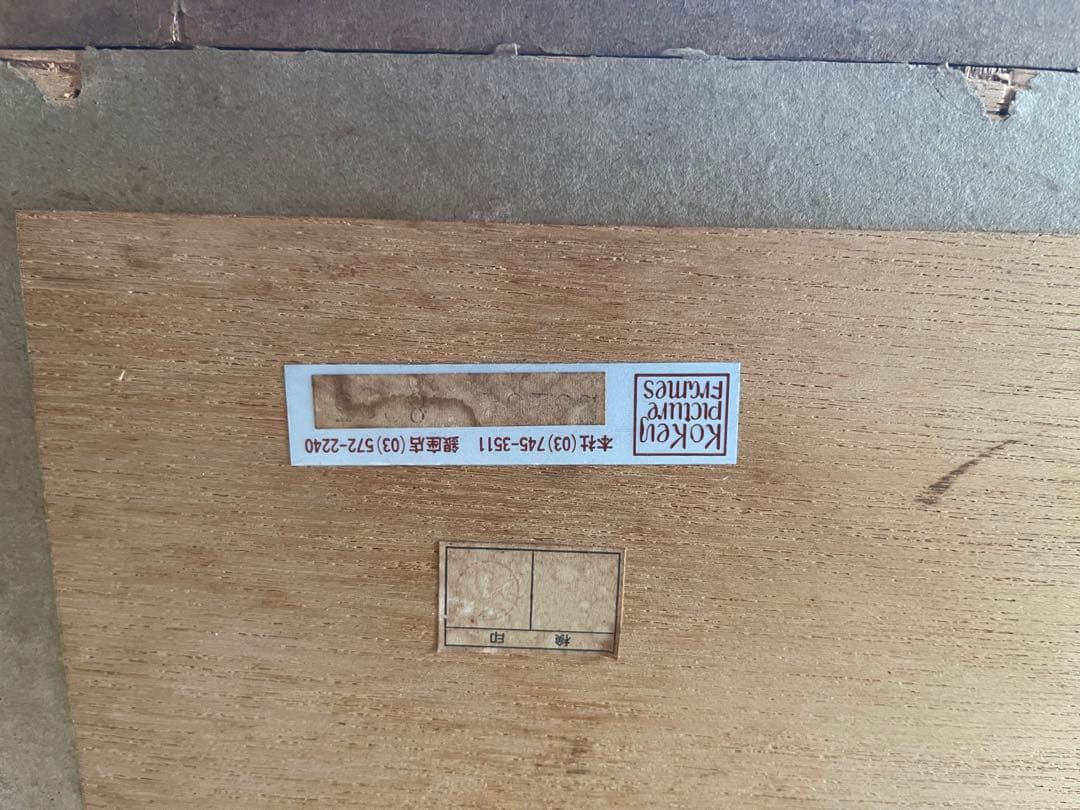 KoKey
Picture
Frames
本社 (03) 745-3511 銀座店 (03) 572-2240
検 印